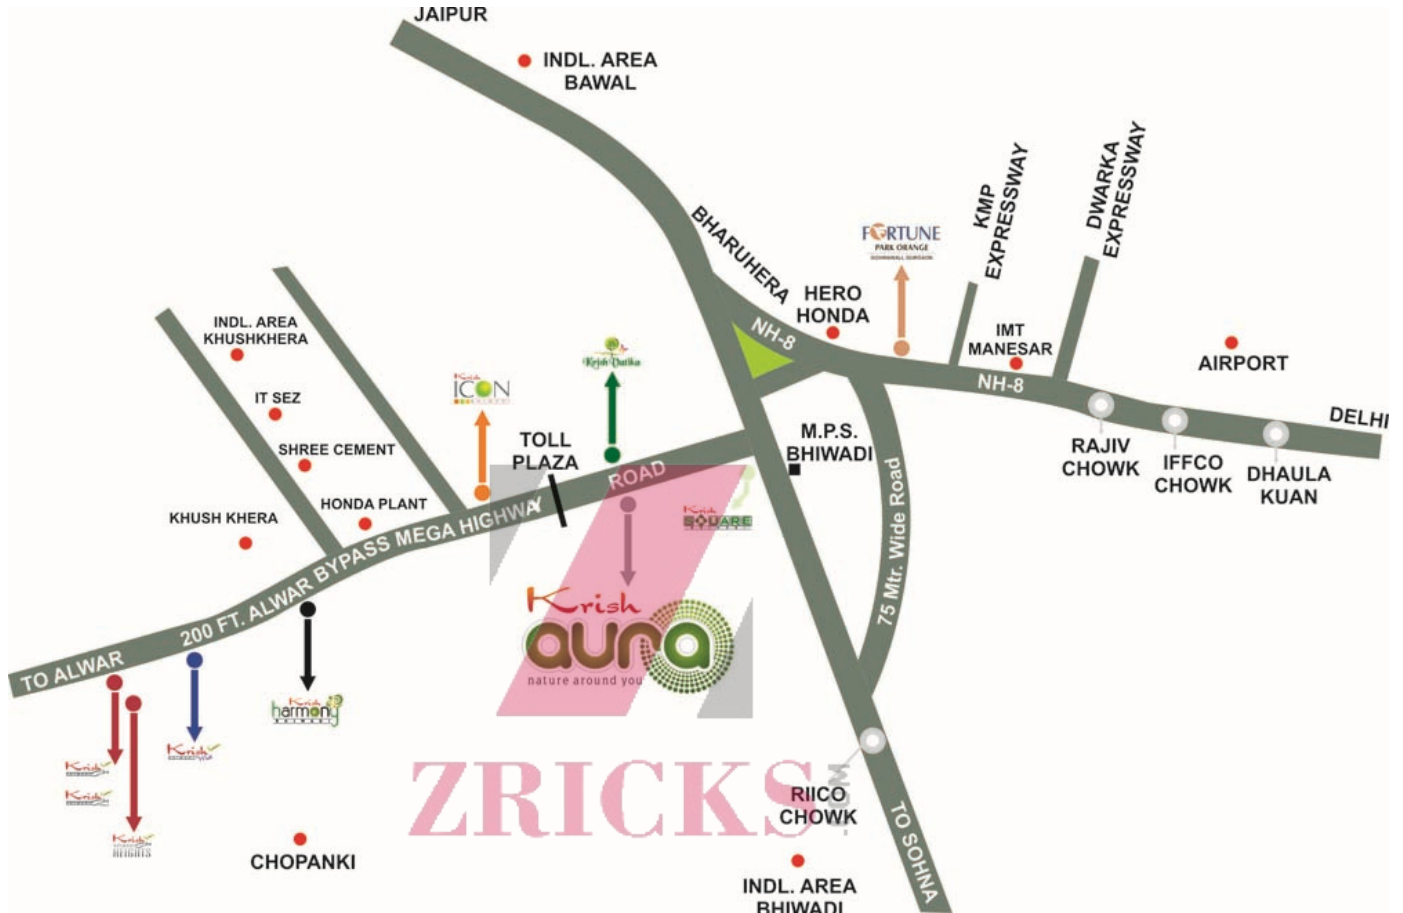 JAIPUR
INDL. AREA
BAWAL
BHARUHERA
NH-8
HERO
HONDA
FORTUNE
PARK ORANGE
KMP
EXPRESSWAY
DWARKA
EXPRESSWAY
IMT
MANESAR
NH-8
AIRPORT
DELHI
RAJIV
CHOWK
IFFCO
CHOWK
DHAULA
KUAN
INDL. AREA
KHUSHKHERA
IT SEZ
SHREE CEMENT
HONDA PLANT
KHUSH KHERA
Krish
ICON
Krish Vatika
TOLL
PLAZA
M.P.S.
BHIWADI
Krish
SQUARE
75 Mtr. Wide Road
TO ALWAR
200 FT. ALWAR BYPASS MEGA HIGHWAY
ROAD
Krish
aura
nature around you
Krish
harmony
Krish
Krish
Krish
Krish
HEIGHTS
ZRICKS
.COM
RIICO
CHOWK
TO SOHNA
CHOPANKI
INDL. AREA
BHIWADI